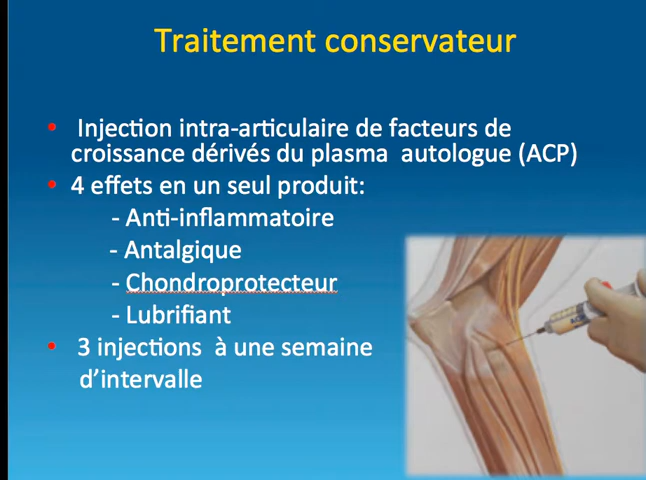 Traitement conservateur
• Injection intra-articulaire de facteurs de
croissance dérivés du plasma autologue (ACP)
• 4 effets en un seul produit:
- Anti-inflammatoire
- Antalgique
- Chondroprotecteur
- Lubrifiant
• 3 injections à une semaine
d’intervalle